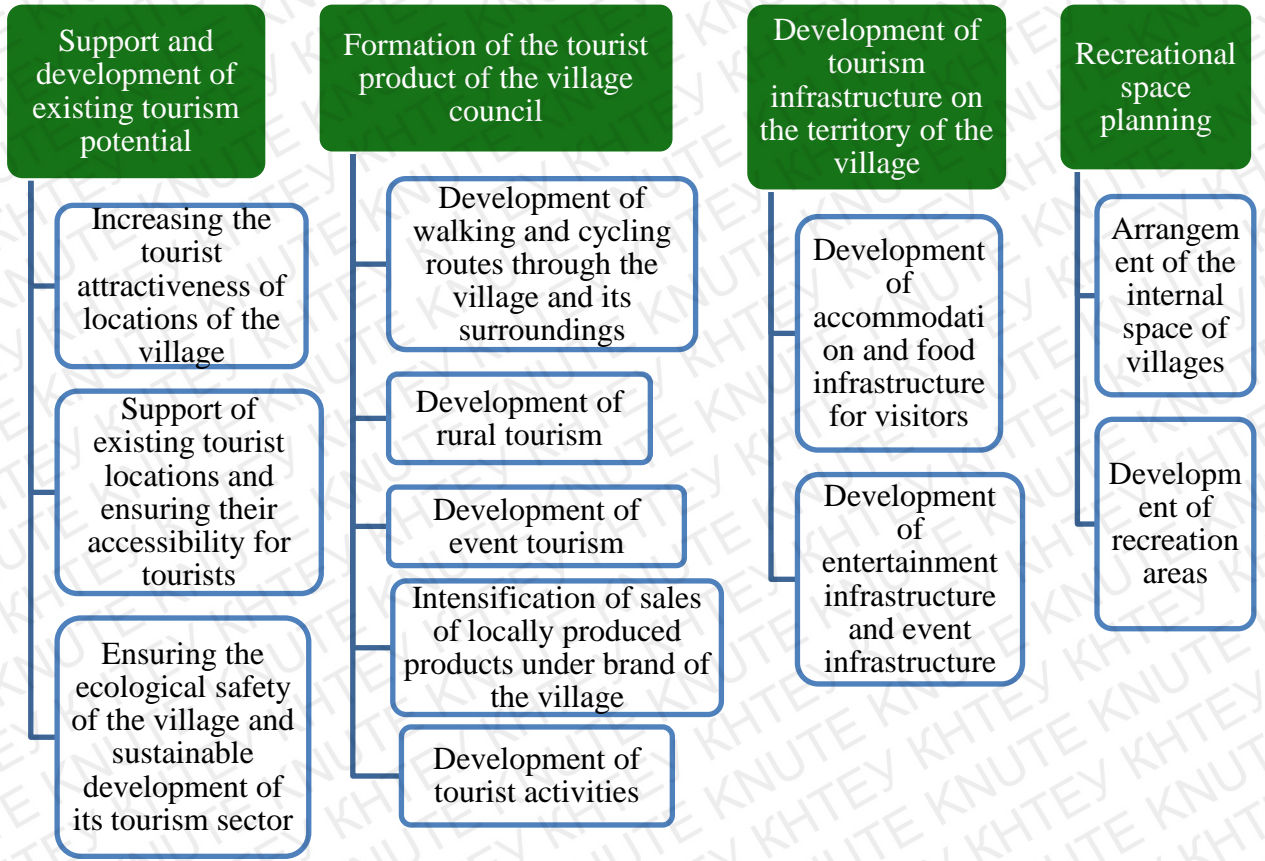 Support and
development of
existing tourism
potential
Increasing the
tourist
attractiveness of
locations of the
village
Support of
existing tourist
locations and
ensuring their
accessibility for
tourists
Ensuring the
ecological safety
of the village and
sustainable
development of
its tourism sector
Formation of the tourist
product of the village
council
Development of
walking and cycling
routes through the
village and its
surroundings
Development of
rural tourism
Development of
event tourism
Intensification of sales
of locally produced
products under brand of
the village
Development of
tourist activities
Development of
tourism
infrastructure on
the territory of the
village
Development
of
accommodati
on and food
infrastructure
for visitors
Development
of
entertainment
infrastructure
and event
infrastructure
Recreational
space
planning
Arrangem
ent of the
internal
space of
villages
Developm
ent of
recreation
areas